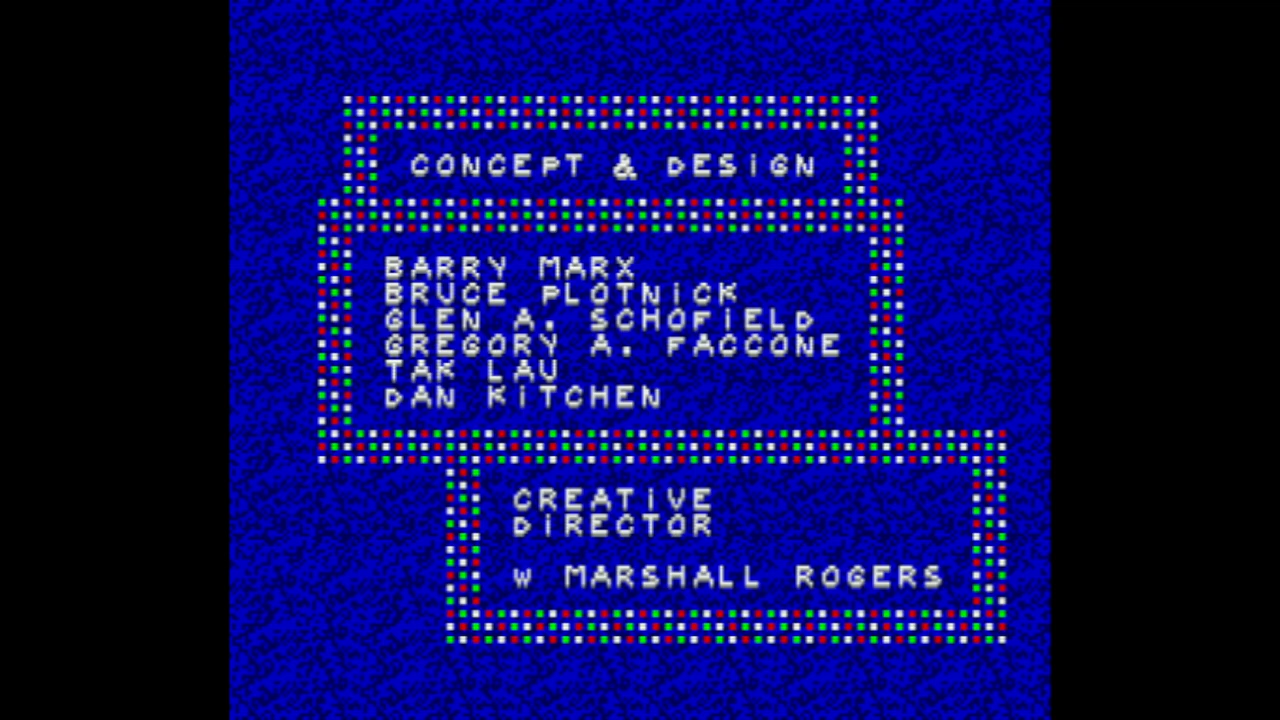 CONCEPT & DESiGN
BARRY MARX
BRUCE PLOTNiCK
GLEN A. SCHOFiELD
GREGORY A. FACCONE
TAK LAU
DAN KiTCHEN
CREATiVE
DiRECTOR
w MARSHALL ROGERS